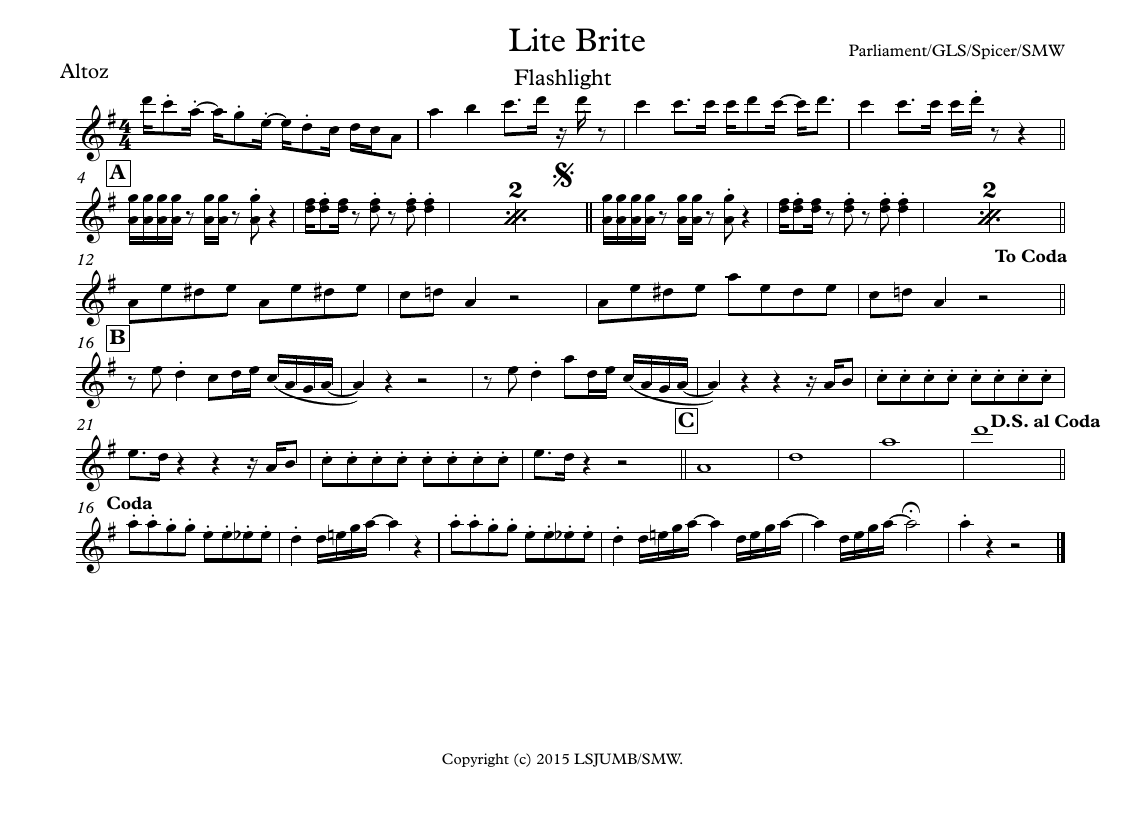 Lite Brite
Parliament/GLS/Spicer/SMW
Altoz
Flashlight
4
4
4 A
2
2
12
To Coda
B
16
C
21
D.S. al Coda
16 Coda
Copyright (c) 2015 LSJUMB/SMW.